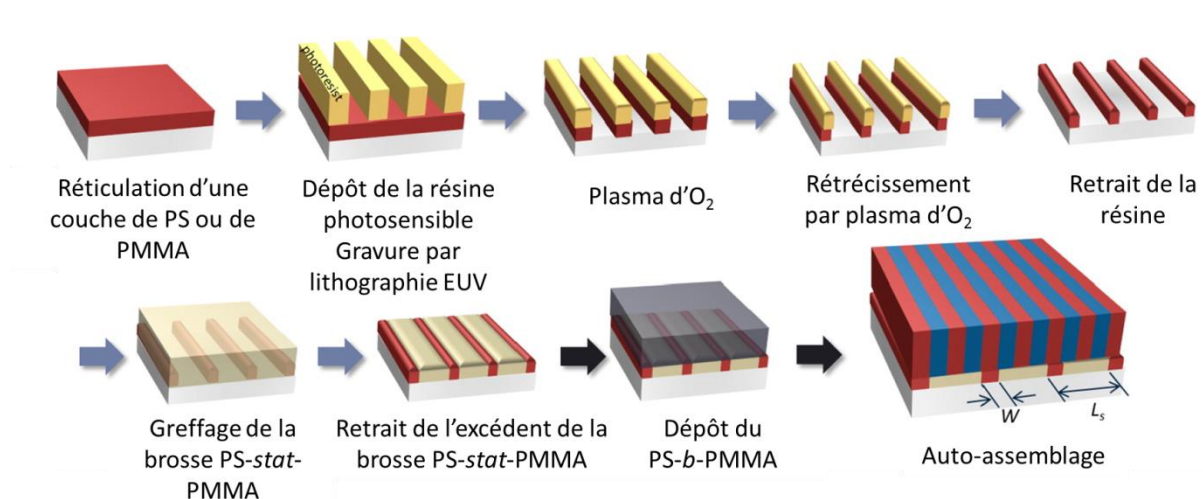 photoresist
Réticulation d'une
couche de PS ou de
PMMA
Dépôt de la résine
photosensible
Gravure par
lithographie EUV
Plasma d'O₂
Rétrécissement
par plasma d'O₂
Retrait de la
résine
Greffage de la
brosse PS-stat-
PMMA
Retrait de l'excédent de la
brosse PS-stat-PMMA
Dépôt du
PS-b-PMMA
W
Lₛ
Auto-assemblage